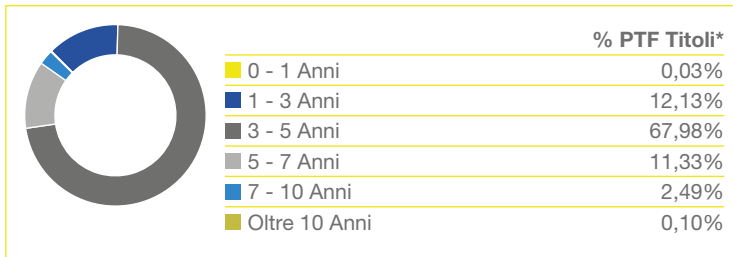 % PTF Titoli*
0 - 1 Anni 0,03%
1 - 3 Anni 12,13%
3 - 5 Anni 67,98%
5 - 7 Anni 11,33%
7 - 10 Anni 2,49%
Oltre 10 Anni 0,10%